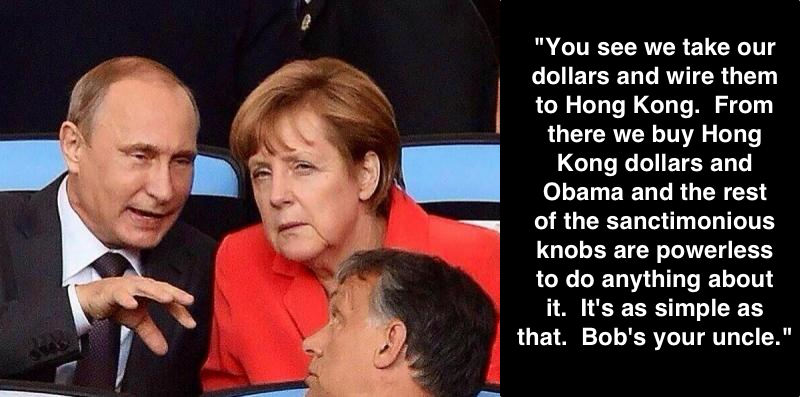 "You see we take our
dollars and wire them
to Hong Kong.  From
there we buy Hong
Kong dollars and
Obama and the rest
of the sanctimonious
knobs are powerless
to do anything about
it.  It's as simple as
that.  Bob's your uncle."